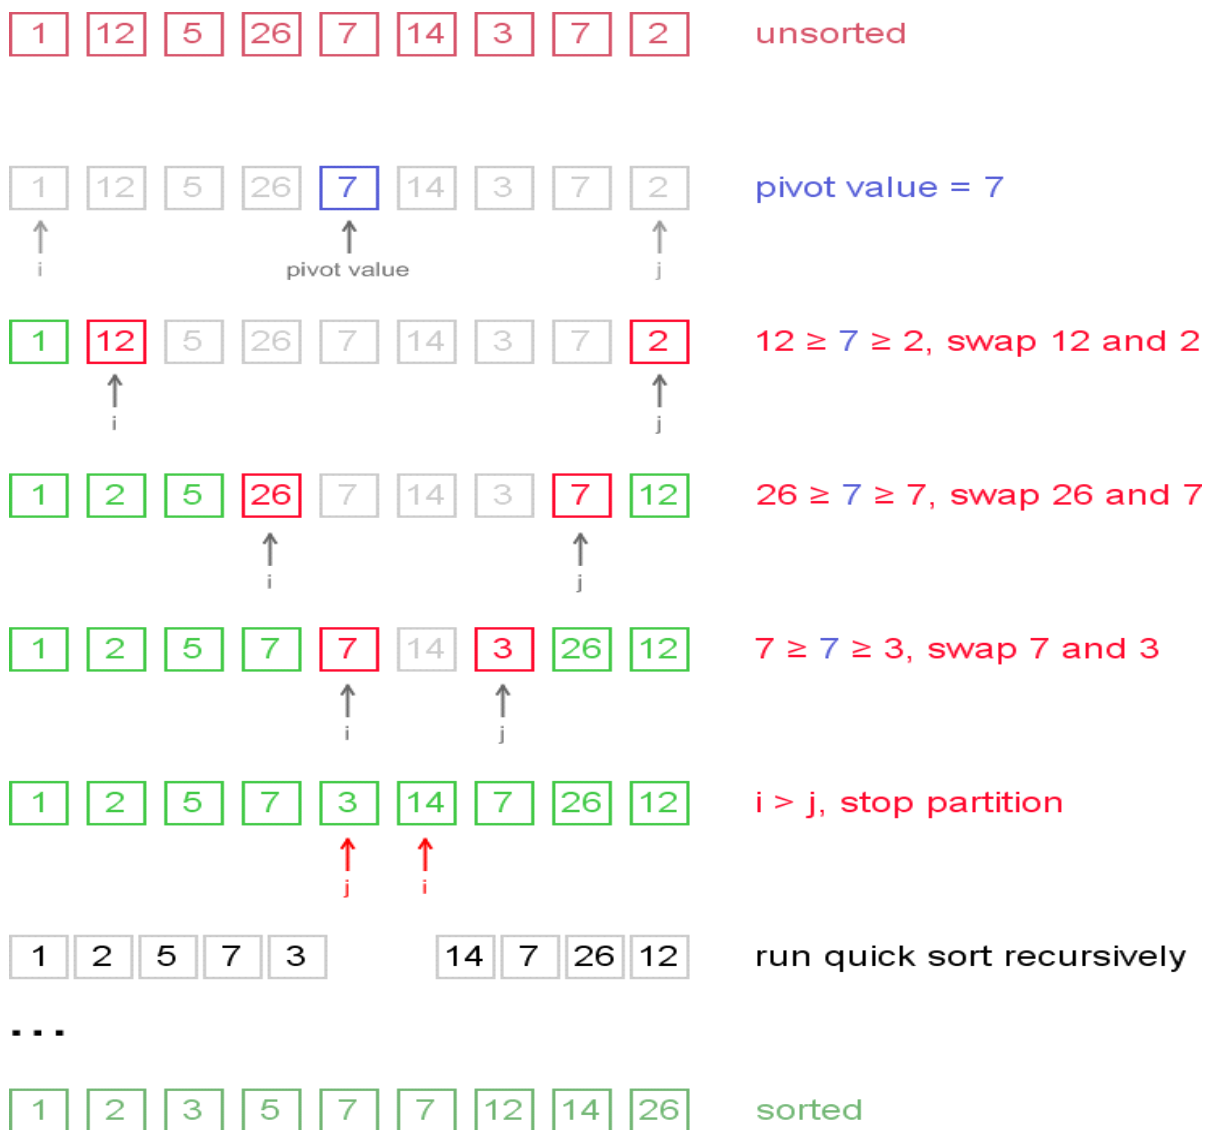 1 12 5 26 7 14 3 7 2 unsorted
1 12 5 26 7 14 3 7 2 pivot value = 7
i pivot value j
1 12 5 26 7 14 3 7 2 12 ≥ 7 ≥ 2, swap 12 and 2
i j
1 2 5 26 7 14 3 7 12 26 ≥ 7 ≥ 7, swap 26 and 7
i j
1 2 5 7 7 14 3 26 12 7 ≥ 7 ≥ 3, swap 7 and 3
i j
1 2 5 7 3 14 7 26 12 i > j, stop partition
j i
1 2 5 7 3 14 7 26 12 run quick sort recursively
...
1 2 3 5 7 7 12 14 26 sorted